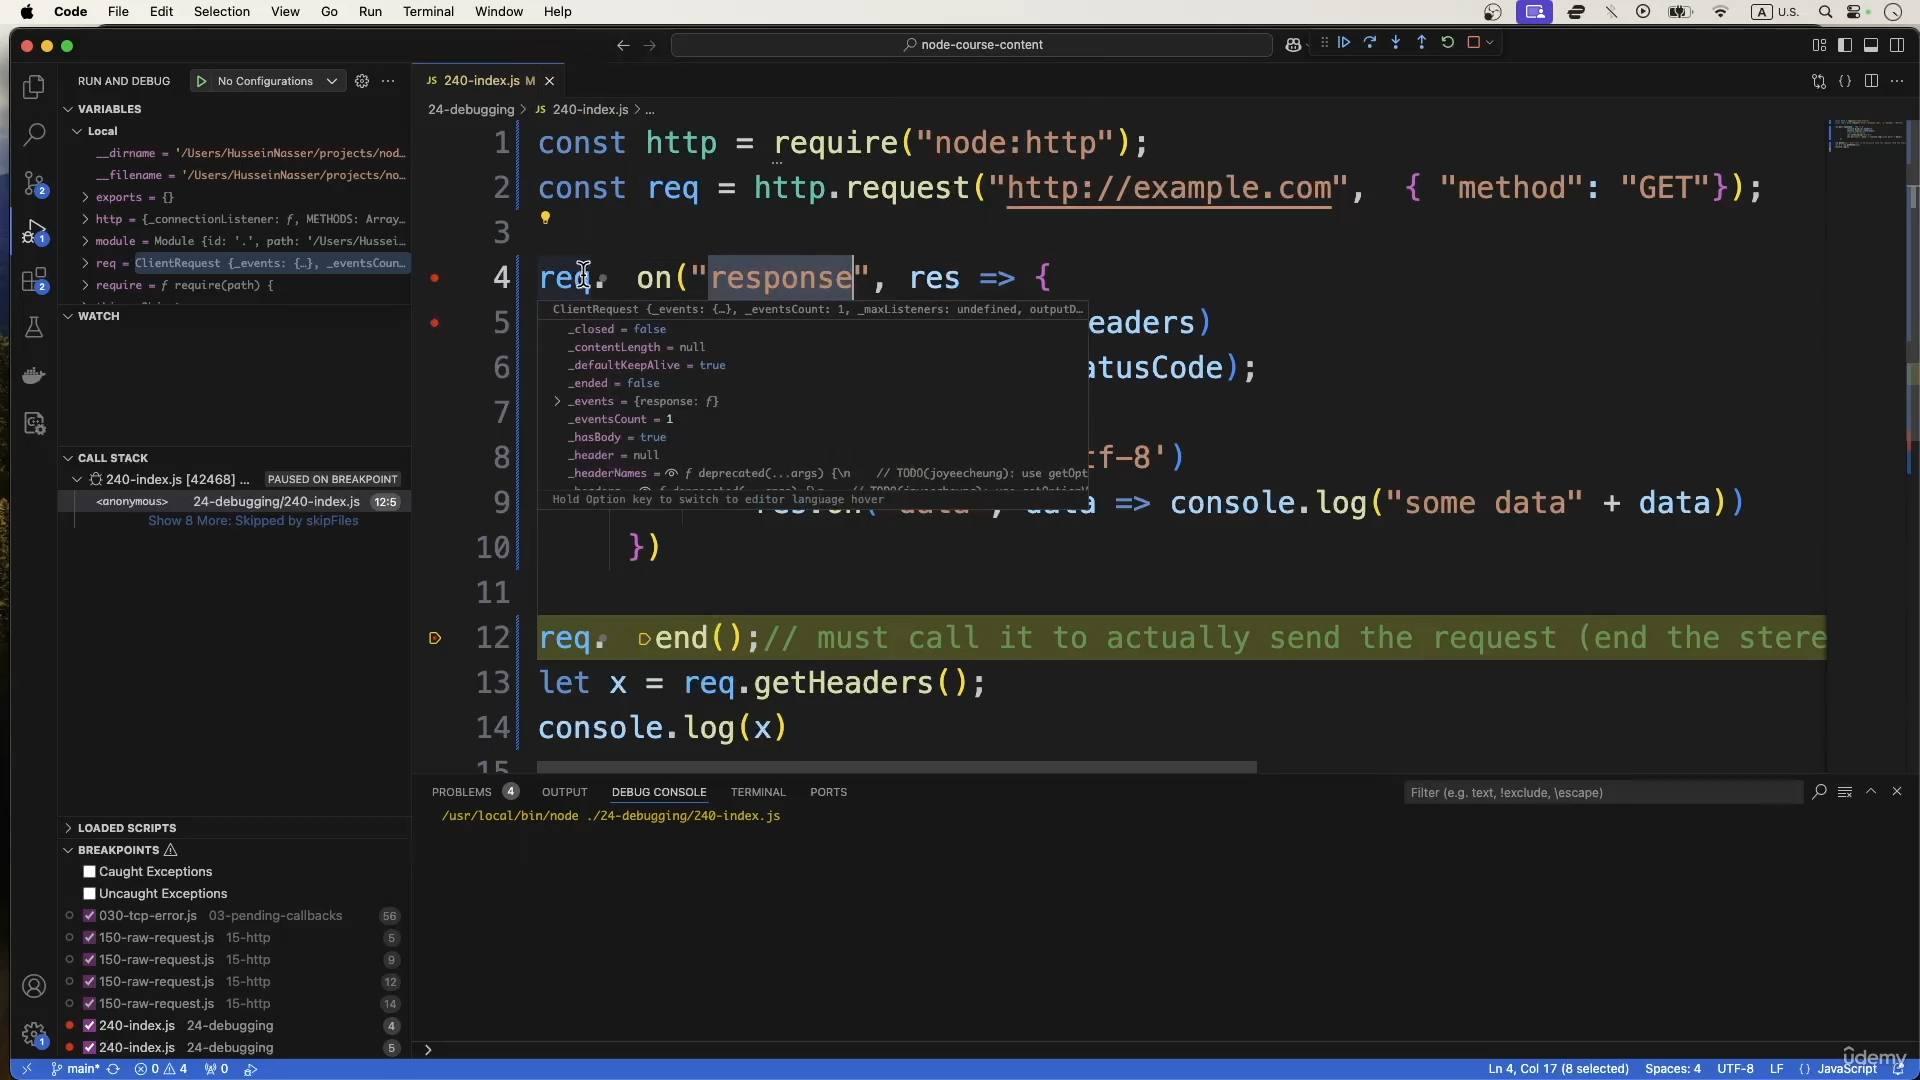 Code File Edit Selection View Go Run Terminal Window Help A U.S.
node-course-content
RUN AND DEBUG No Configurations
JS 240-index.js M
24-debugging > JS 240-index.js > ...
VARIABLES
Local
__dirname = '/Users/HusseinNasser/projects/nod…
__filename = '/Users/HusseinNasser/projects/no…
exports = {}
http = {_connectionListener: ƒ, METHODS: Array…
module = Module {id: '.', path: '/Users/Hussei…
req = ClientRequest {_events: {…}, _eventsCoun…
require = ƒ require(path) {
WATCH
CALL STACK
240-index.js [42468] ... PAUSED ON BREAKPOINT
<anonymous> 24-debugging/240-index.js 12:5
Show 8 More: Skipped by skipFiles
LOADED SCRIPTS
BREAKPOINTS
Caught Exceptions
Uncaught Exceptions
030-tcp-error.js 03-pending-callbacks 56
150-raw-request.js 15-http 5
150-raw-request.js 15-http 9
150-raw-request.js 15-http 12
150-raw-request.js 15-http 14
240-index.js 24-debugging 4
240-index.js 24-debugging 5
1 const http = require("node:http");
2 const req = http.request("http://example.com", { "method": "GET"});
3
4 req. on("response", res => {
5 eaders)
6 atusCode);
7
8 tf-8')
9 data => console.log("some data" + data))
10 })
11
12 req. end();// must call it to actually send the request (end the stere
13 let x = req.getHeaders();
14 console.log(x)
15
ClientRequest {_events: {…}, _eventsCount: 1, _maxListeners: undefined, outputD…
_closed = false
_contentLength = null
_defaultKeepAlive = true
_ended = false
_events = {response: ƒ}
_eventsCount = 1
_hasBody = true
_header = null
_headerNames = ƒ deprecated(...args) {\n // TODO(joyeecheung): use getOpt
Hold Option key to switch to editor language hover
PROBLEMS 4 OUTPUT DEBUG CONSOLE TERMINAL PORTS
Filter (e.g. text, !exclude, \escape)
/usr/local/bin/node ./24-debugging/240-index.js
2
1
2
1
main* 0 4 0
Ln 4, Col 17 (8 selected) Spaces: 4 UTF-8 LF {} JavaScript
udemy